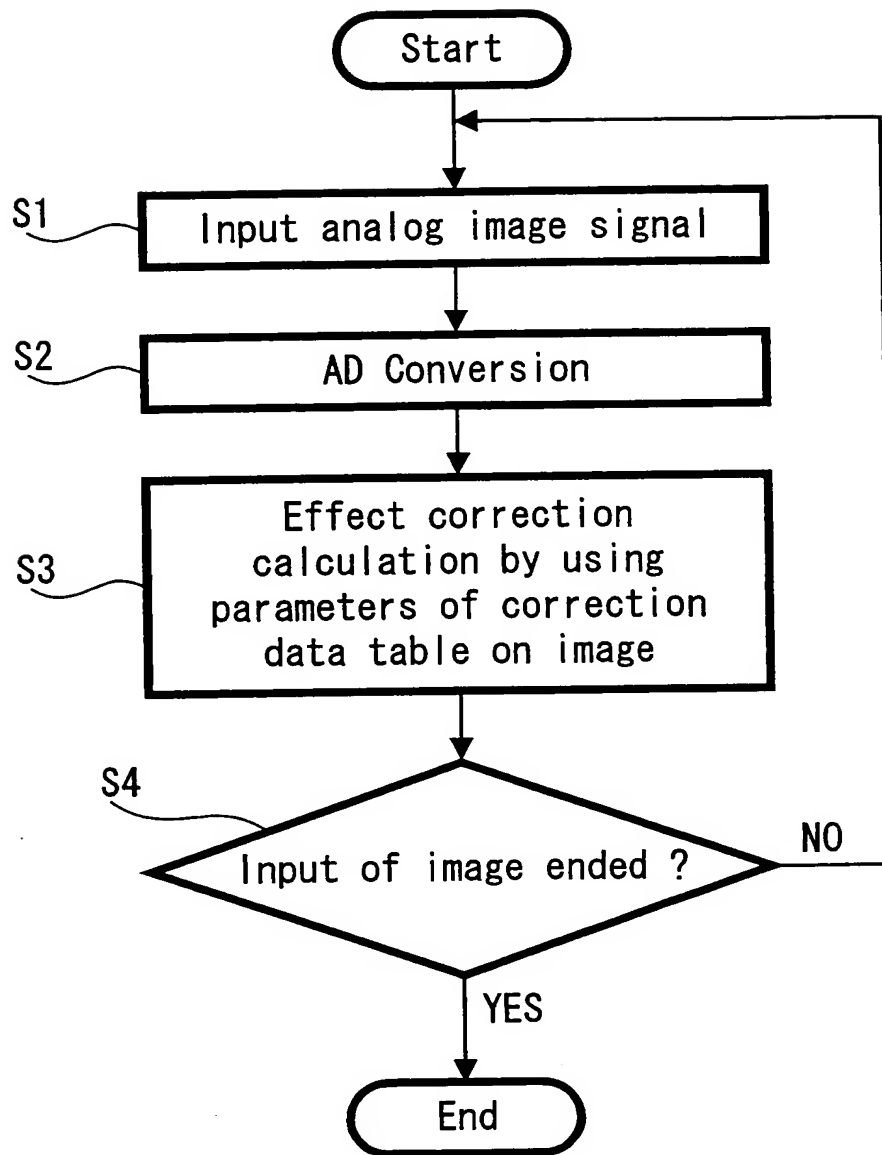 Start
S1
Input analog image signal
S2
AD Conversion
S3
Effect correction
calculation by using
parameters of correction
data table on image
S4
Input of image ended ?
NO
YES
End